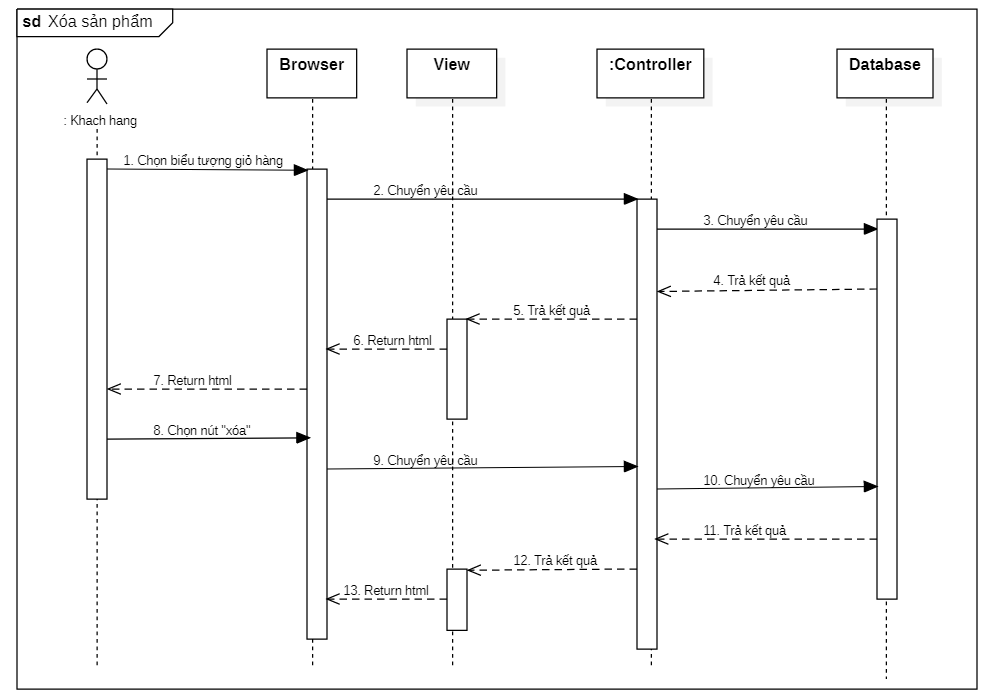 sd Xóa sản phẩm
Browser
View
:Controller
Database
: Khach hang
1. Chọn biểu tượng giỏ hàng
2. Chuyển yêu cầu
3. Chuyển yêu cầu
4. Trả kết quả
5. Trả kết quả
6. Return html
7. Return html
8. Chọn nút "xóa"
9. Chuyển yêu cầu
10. Chuyển yêu cầu
11. Trả kết quả
12. Trả kết quả
13. Return html